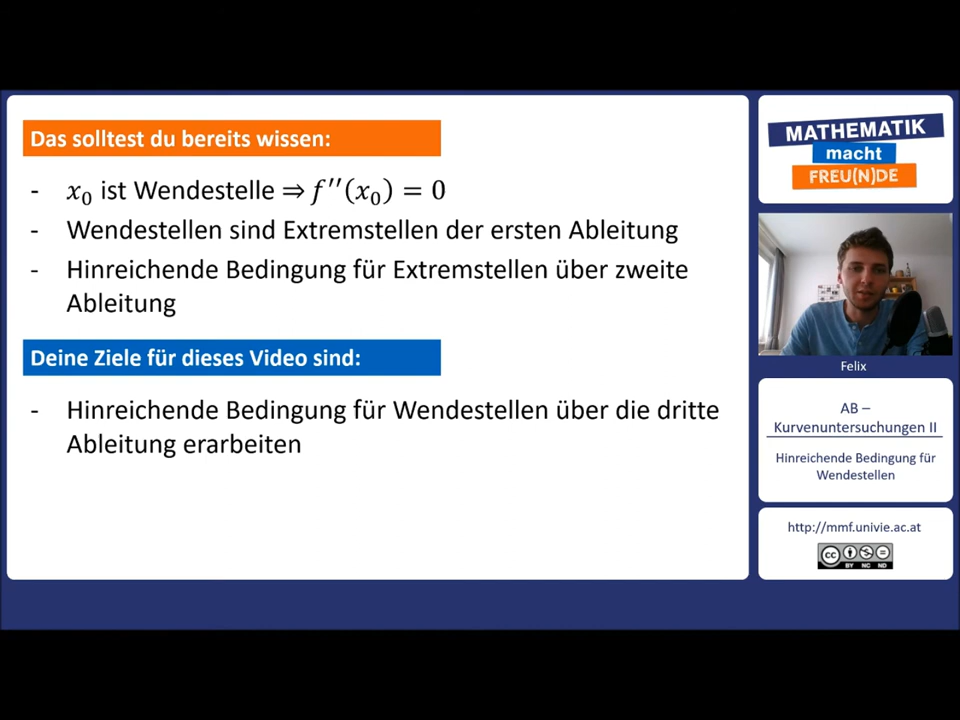 Das solltest du bereits wissen:
- x₀ ist Wendestelle ⇒ f′′(x₀) = 0
- Wendestellen sind Extremstellen der ersten Ableitung
- Hinreichende Bedingung für Extremstellen über zweite
Ableitung
Deine Ziele für dieses Video sind:
- Hinreichende Bedingung für Wendestellen über die dritte
Ableitung erarbeiten
MATHEMATIK
macht
FREU(N)DE
Felix
AB –
Kurvenuntersuchungen II
Hinreichende Bedingung für
Wendestellen
http://mmf.univie.ac.at
cc
BY NC ND